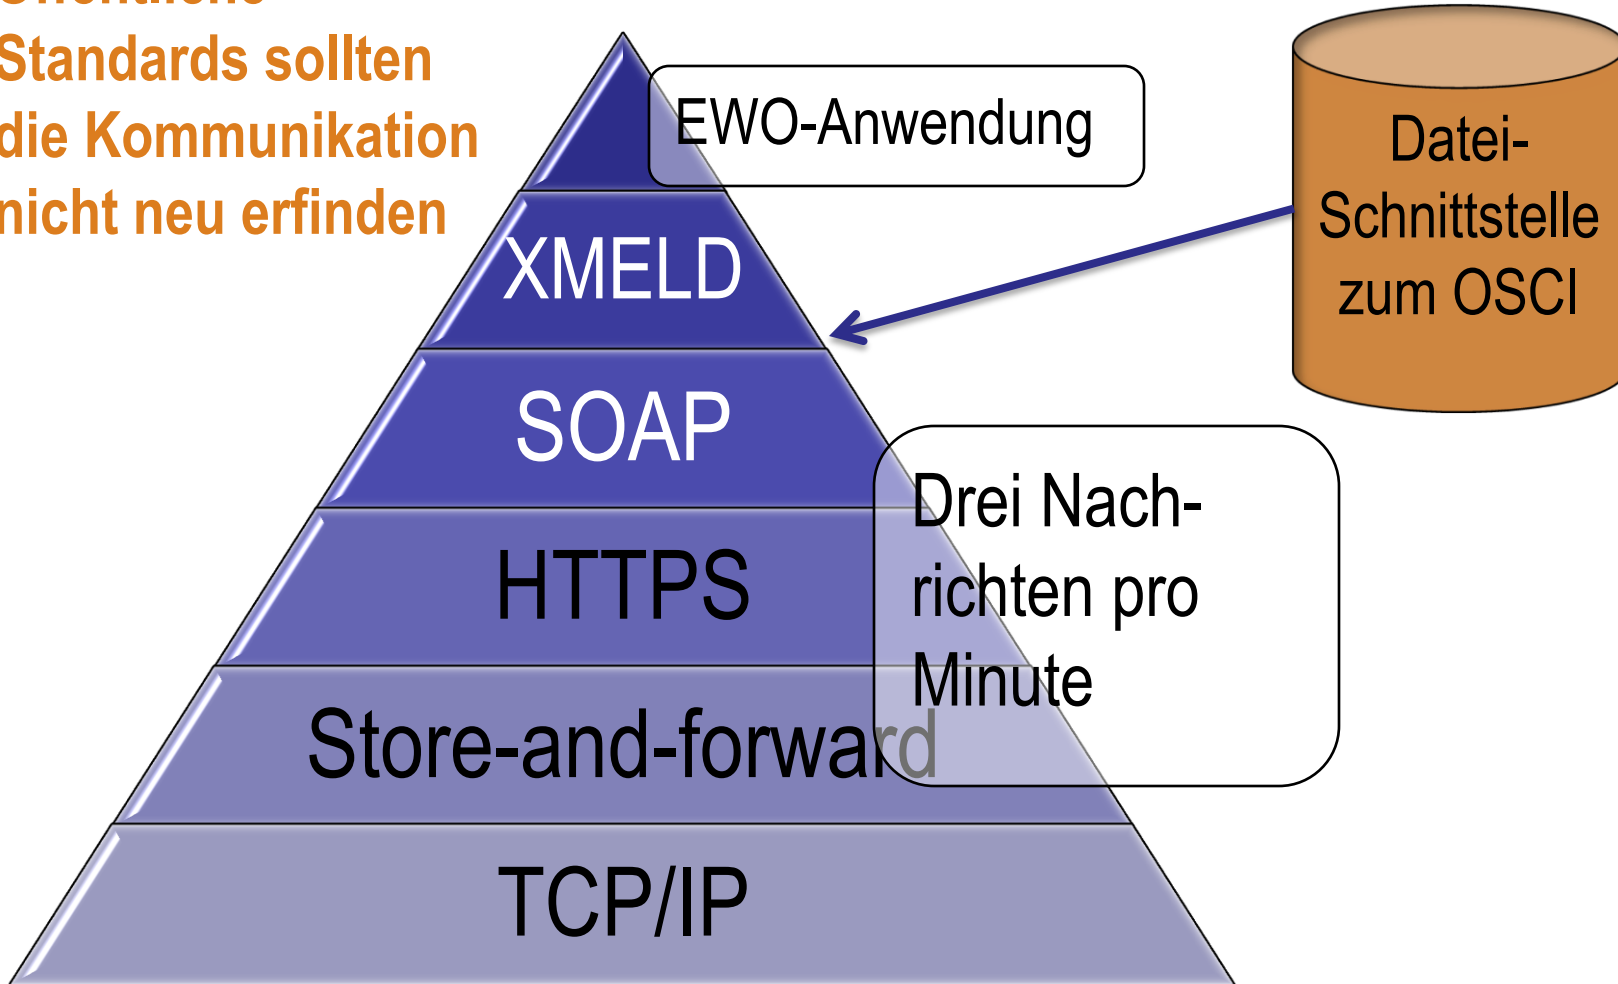 Standards sollten
die Kommunikation
nicht neu erfinden
EWO-Anwendung
XMELD
SOAP
HTTPS
Store-and-forward
TCP/IP
Datei-
Schnittstelle
zum OSCI
Drei Nach-
richten pro
Minute